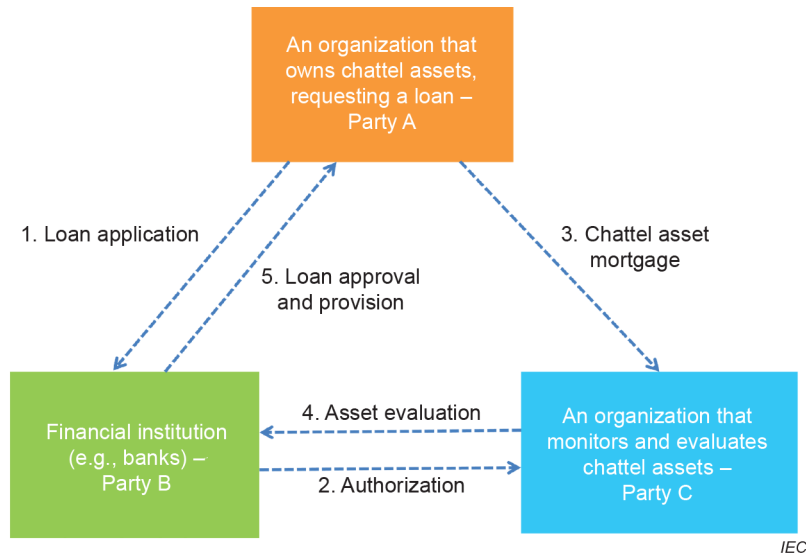 An organization that
owns chattel assets,
requesting a loan –
Party A
1. Loan application
3. Chattel asset
mortgage
5. Loan approval
and provision
Financial institution
(e.g., banks) –
Party B
4. Asset evaluation
2. Authorization
An organization that
monitors and evaluates
chattel assets –
Party C
IEC